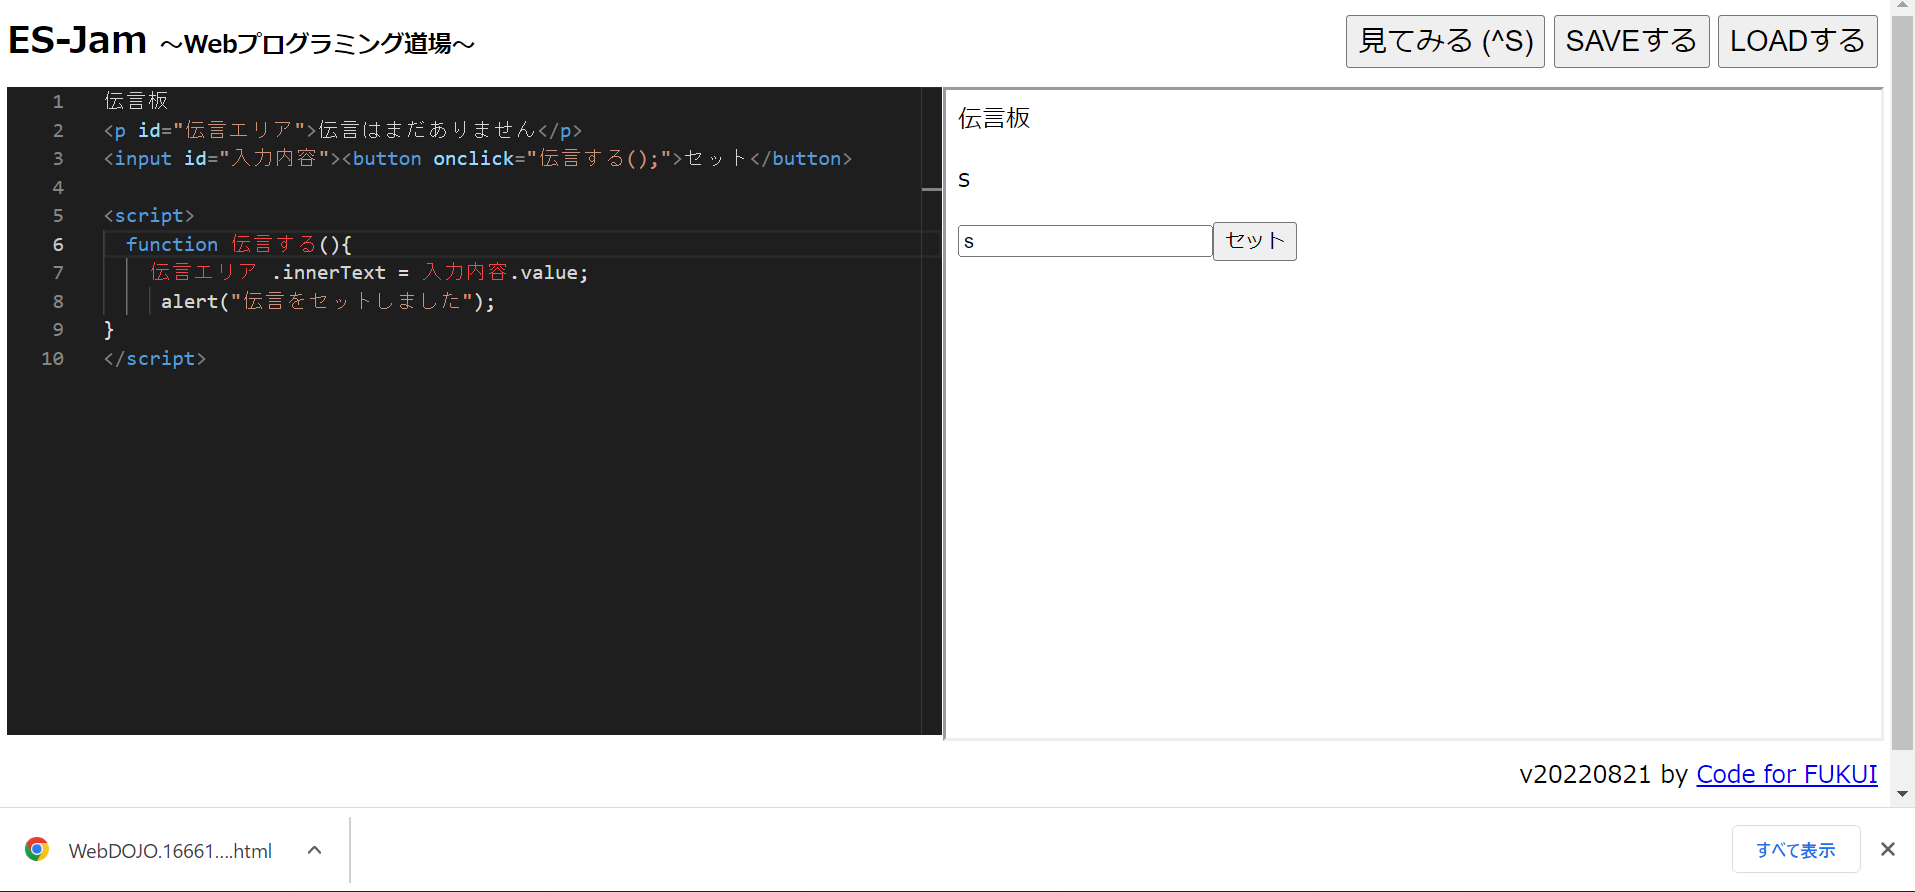 ES-Jam ～Webプログラミング道場～
見てみる (^S) SAVEする LOADする
1 伝言板
2 <p id="伝言エリア">伝言はまだありません</p>
3 <input id="入力内容"><button onclick="伝言する();">セット</button>
4
5 <script>
6 function 伝言する(){
7 伝言エリア .innerText = 入力内容.value;
8 alert("伝言をセットしました");
9 }
10 </script>
伝言板
s
s セット
v20220821 by Code for FUKUI
WebDOJO.16661....html
すべて表示